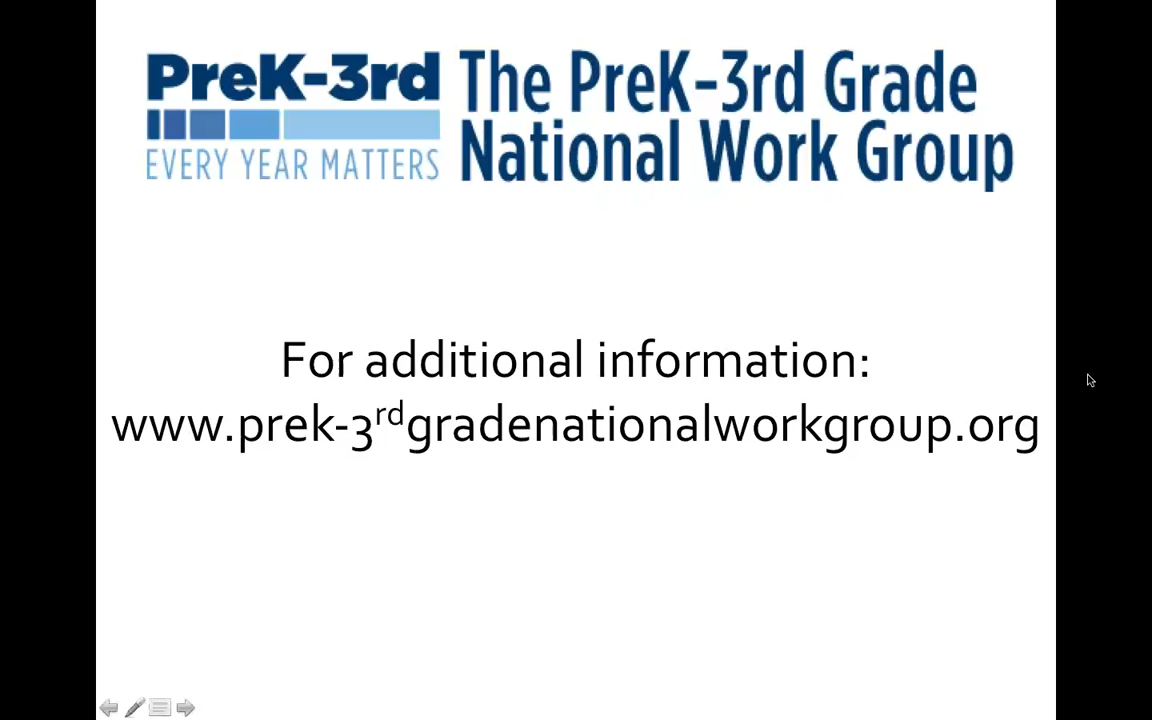 PreK-3rd
EVERY YEAR MATTERS
The PreK-3rd Grade
National Work Group
For additional information:
www.prek-3rdgradenationalworkgroup.org